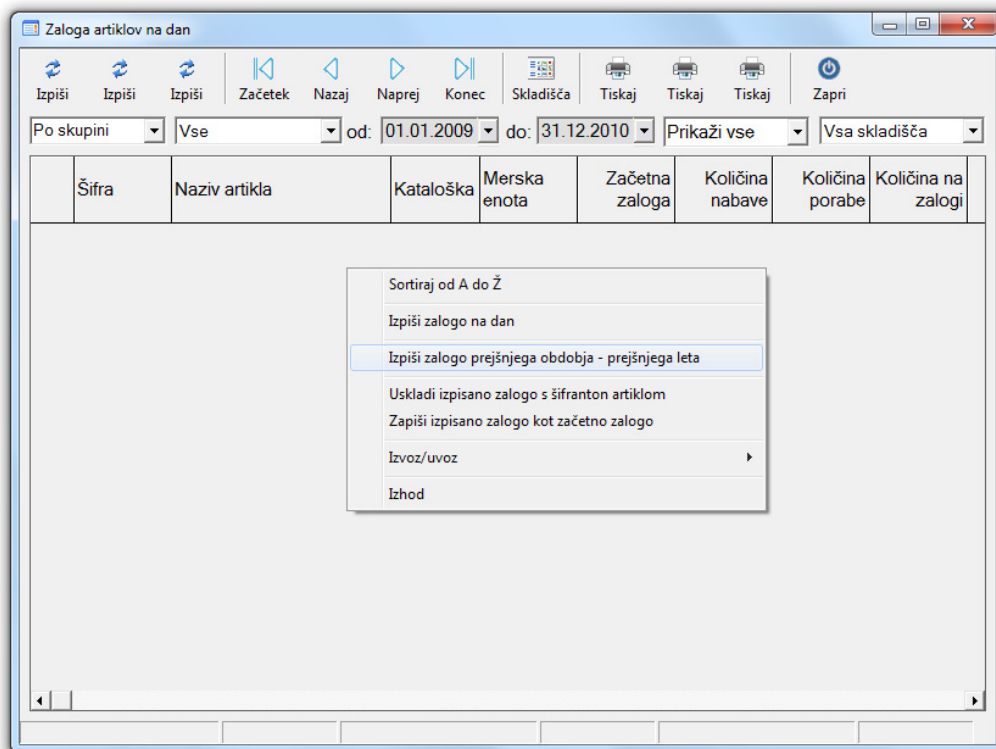 Zaloga artiklov na dan
Izpiši Izpiši Izpiši Začetek Nazaj Naprej Konec Skladišča Tiskaj Tiskaj Tiskaj Zapri
Po skupini Vse od: 01.01.2009 do: 31.12.2010 Prikaži vse Vsa skladišča
Šifra Naziv artikla Kataloška Merska enota Začetna zaloga Količina nabave Količina porabe Količina na zalogi
Sortiraj od A do Ž
Izpiši zalogo na dan
Izpiši zalogo prejšnjega obdobja - prejšnjega leta
Uskladi izpisano zalogo s šifranton artiklom
Zapiši izpisano zalogo kot začetno zalogo
Izvoz/uvoz
Izhod